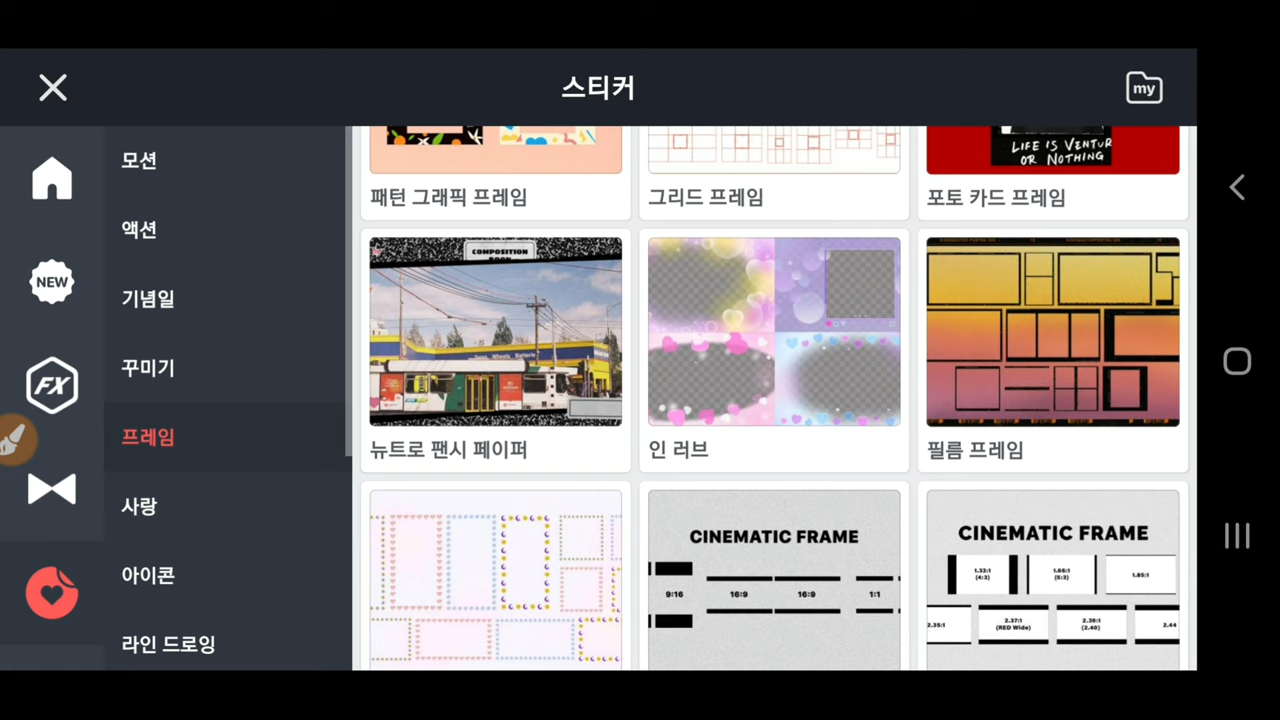 스티커
my
모션
액션
기념일
꾸미기
프레임
사랑
아이콘
라인 드로잉
NEW
FX
LIFE IS VENTUR
OR NOTHING
패턴 그래픽 프레임
그리드 프레임
포토 카드 프레임
COMPOSITION
BOOK
뉴트로 팬시 페이퍼
인 러브
필름 프레임
CINEMATIC FRAME
9:16
16:9
16:9
1:1
CINEMATIC FRAME
1.33:1
(4:3)
1.66:1
(5:3)
1.85:1
2.35:1
2.37:1
(RED Wide)
2.39:1
(2.40)
2.44